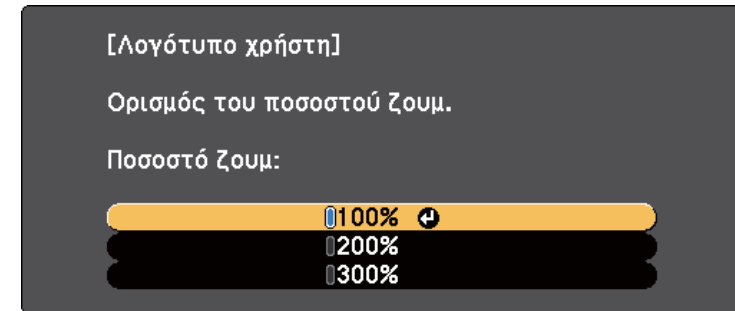 [Λογότυπο χρήστη]
Ορισμός του ποσοστού ζουμ.
Ποσοστό ζουμ:
100%
200%
300%